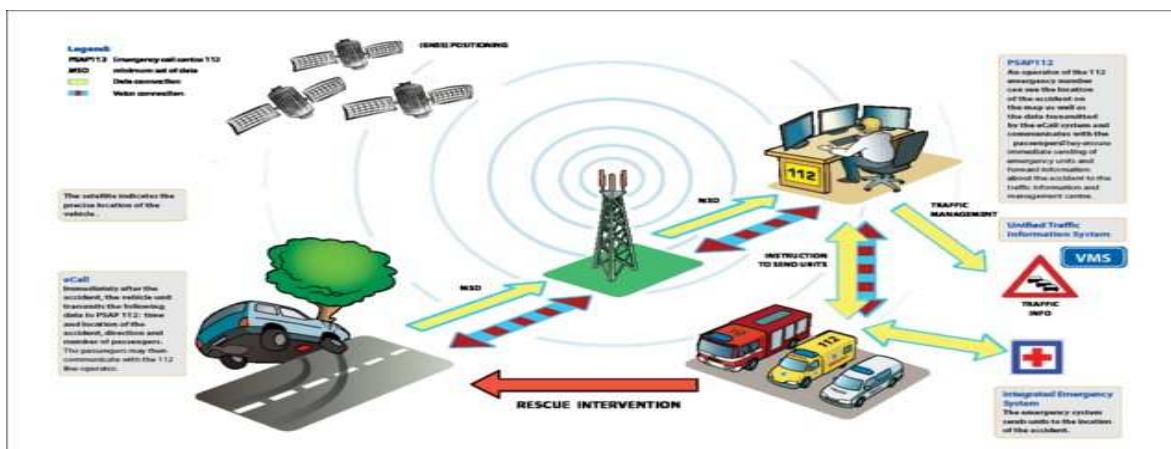 Legend:
PSAP112 Emergency call centre 112
MSD minimum set of data
Data connection
Voice connection
(GNSS) POSITIONING
The satellite indicates the
precise location of the
vehicle.
eCall
Immediately after the
accident, the vehicle unit
transmits the following
data to PSAP 112: time
and location of the
accident, direction and
number of passengers.
The passengers may then
communicate with the 112
line operator.
MSD
MSD
112
PSAP112
An operator of the 112
emergency number
can see the location
of the accident on
the map as well as
the data transmitted
by the eCall system and
communicates with the
passengers They ensure
immediate sending of
emergency units and
forward information
about the accident to the
traffic information and
management centre.
TRAFFIC
MANAGEMENT
INSTRUCTION
TO SEND UNITS
Unified Traffic
Information System
VMS
TRAFFIC
INFO
112
RESCUE INTERVENTION
Integrated Emergency
System
The emergency system
sends units to the location
of the accident.